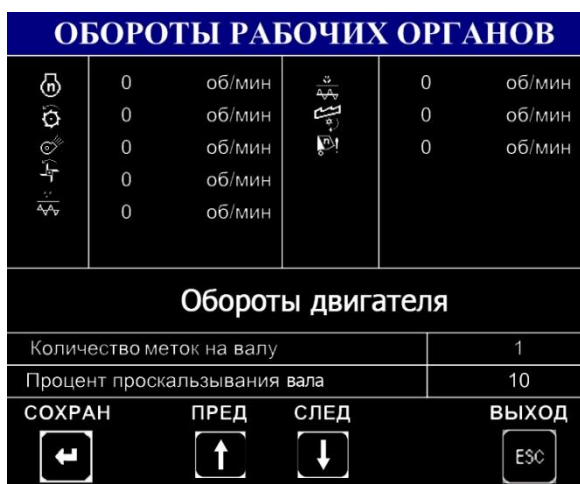 ОБОРОТЫ РАБОЧИХ ОРГАНОВ
n 0 об/мин 0 об/мин
0 об/мин 0 об/мин
0 об/мин n! 0 об/мин
0 об/мин
0 об/мин
Обороты двигателя
Количество меток на валу 1
Процент проскальзывания вала 10
СОХРАН ПРЕД СЛЕД ВЫХОД
ESC